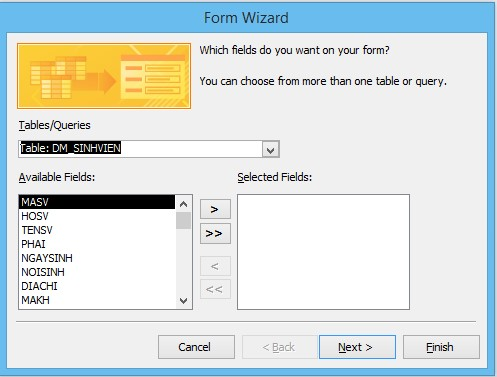 Form Wizard
Which fields do you want on your form?
You can choose from more than one table or query.
Tables/Queries
Table: DM_SINHVIEN
Available Fields:
Selected Fields:
MASV
HOSV
TENSV
PHAI
NGAYSINH
NOISINH
DIACHI
MAKH
>
>>
<
<<
Cancel
< Back
Next >
Finish